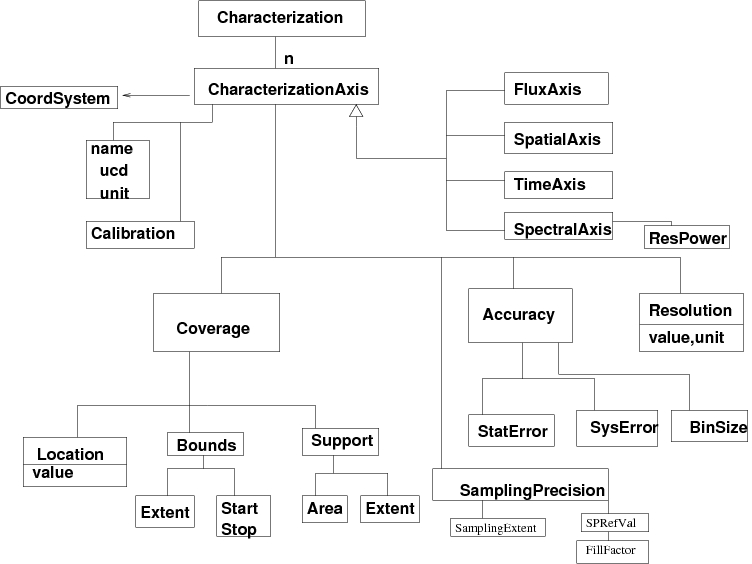 Characterization
n
CharacterizationAxis
CoordSystem
name
ucd
unit
Calibration
FluxAxis
SpatialAxis
TimeAxis
SpectralAxis
ResPower
Coverage
Accuracy
Resolution
value,unit
StatError
SysError
BinSize
Location
value
Bounds
Support
Extent
Start
Stop
Area
Extent
SamplingPrecision
SamplingExtent
SPRefVal
FillFactor